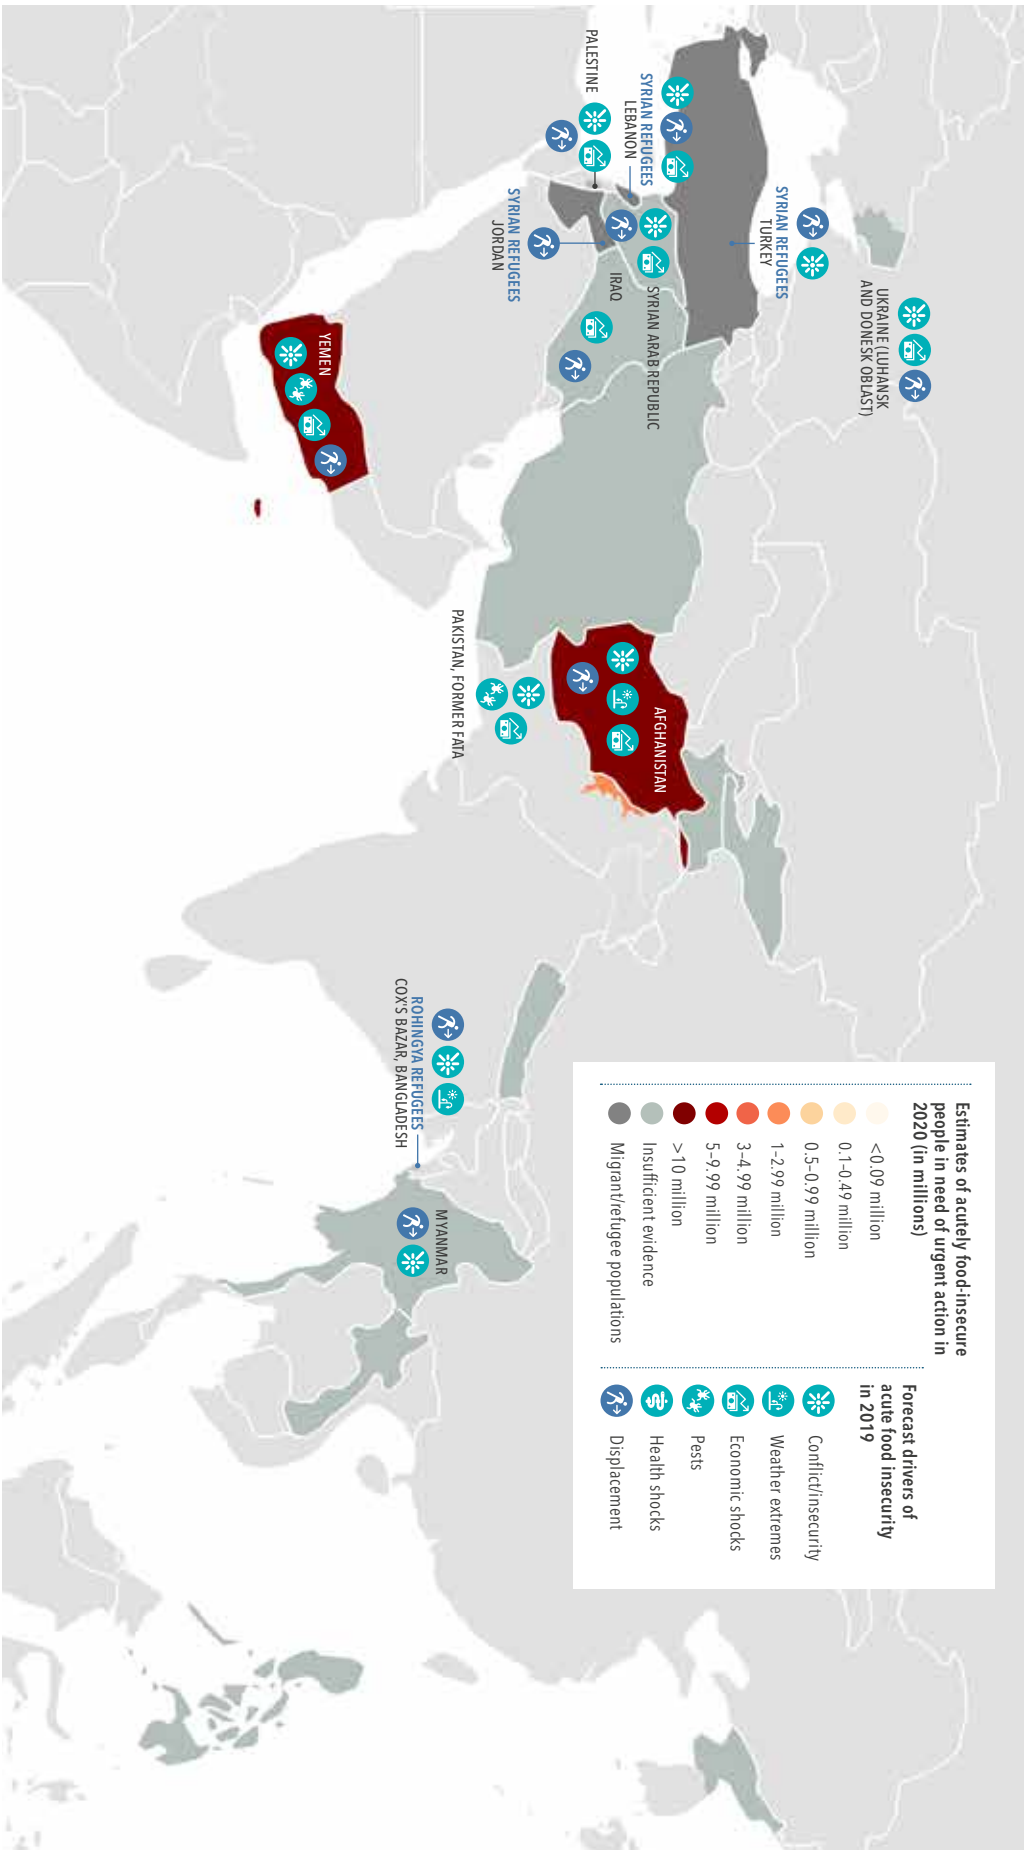 Estimates of acutely food-insecure
people in need of urgent action in
2020 (in millions)
<0.09 million
0.1–0.49 million
0.5–0.99 million
1–2.99 million
3–4.99 million
5–9.99 million
>10 million
Insufficient evidence
Migrant/refugee populations
Forecast drivers of
acute food insecurity
in 2019
Conflict/insecurity
Weather extremes
Economic shocks
Pests
Health shocks
Displacement
UKRAINE (LUHANSK
AND DONESK OBLAST)
SYRIAN REFUGEES
TURKEY
SYRIAN REFUGEES
LEBANON
PALESTINE
SYRIAN ARAB REPUBLIC
IRAQ
SYRIAN REFUGEES
JORDAN
YEMEN
AFGHANISTAN
PAKISTAN, FORMER FATA
ROHINGYA REFUGEES
COX'S BAZAR, BANGLADESH
MYANMAR